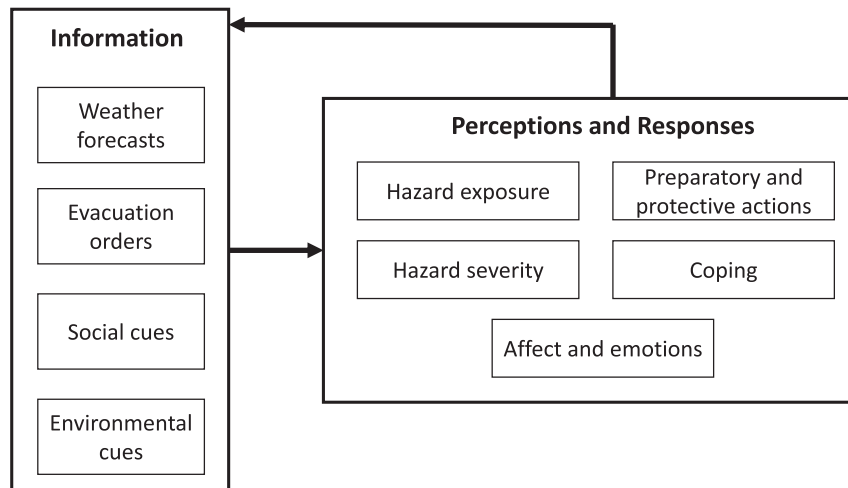 Information
Weather
forecasts
Evacuation
orders
Social cues
Environmental
cues
Perceptions and Responses
Hazard exposure
Preparatory and
protective actions
Hazard severity
Coping
Affect and emotions